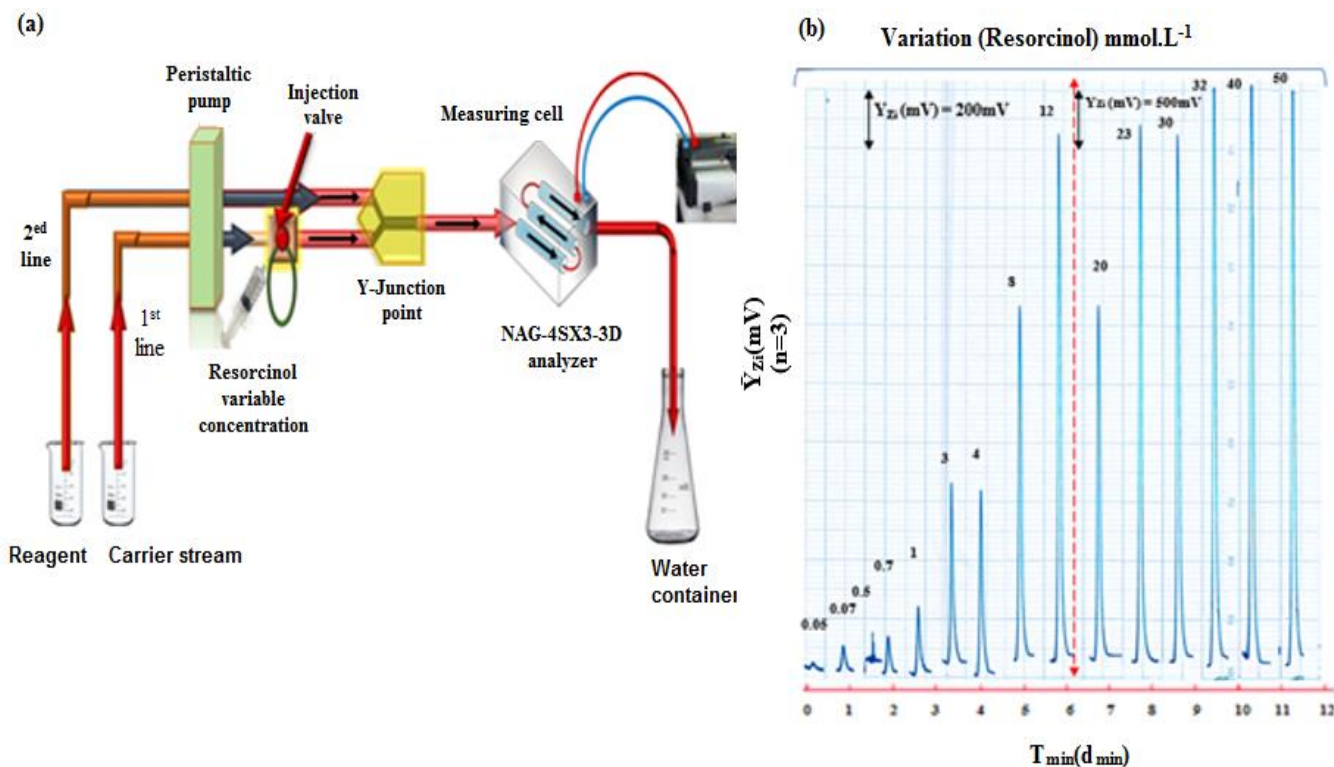 (a)
Peristaltic
pump
Injection
valve
Measuring cell
2ed
line
1st
line
Y-Junction
point
NAG-4SX3-3D
analyzer
Resorcinol
variable
concentration
Reagent
Carrier stream
Water
container
(b)
Variation (Resorcinol) mmol.L-1
YZi (mV) = 200mV
YZi (mV) = 500mV
0.05
0.07
0.5
0.7
1
3
4
8
12
20
23
30
32
40
50
ȲZi(mV)
(n=3)
0 1 2 3 4 5 6 7 8 9 10 11 12
Tmin(d min)